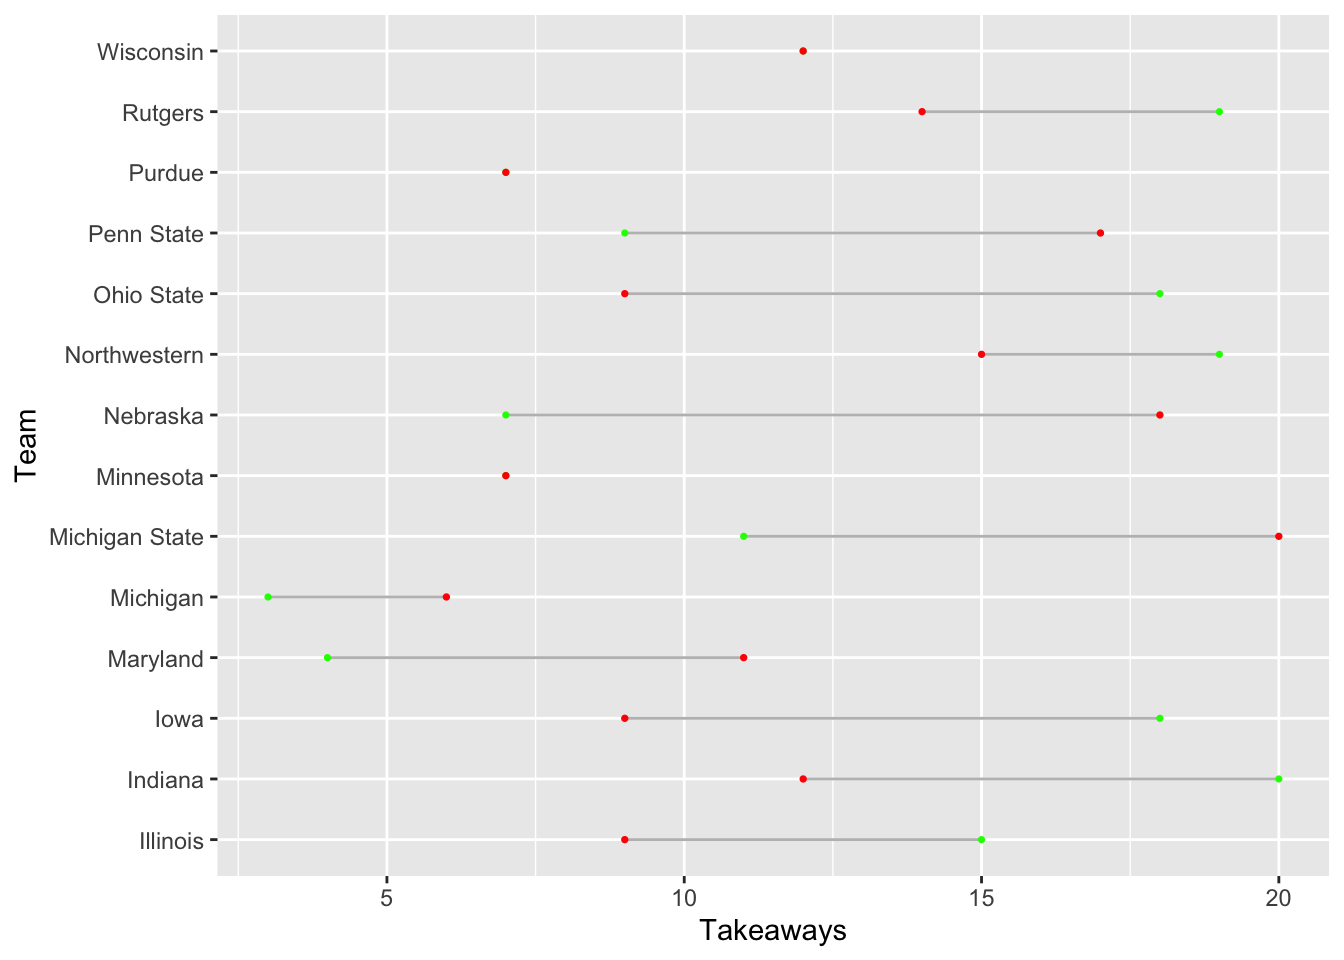 Wisconsin
Rutgers
Purdue
Penn State
Ohio State
Northwestern
Nebraska
Minnesota
Michigan State
Michigan
Maryland
Iowa
Indiana
Illinois
Team
5 10 15 20
Takeaways